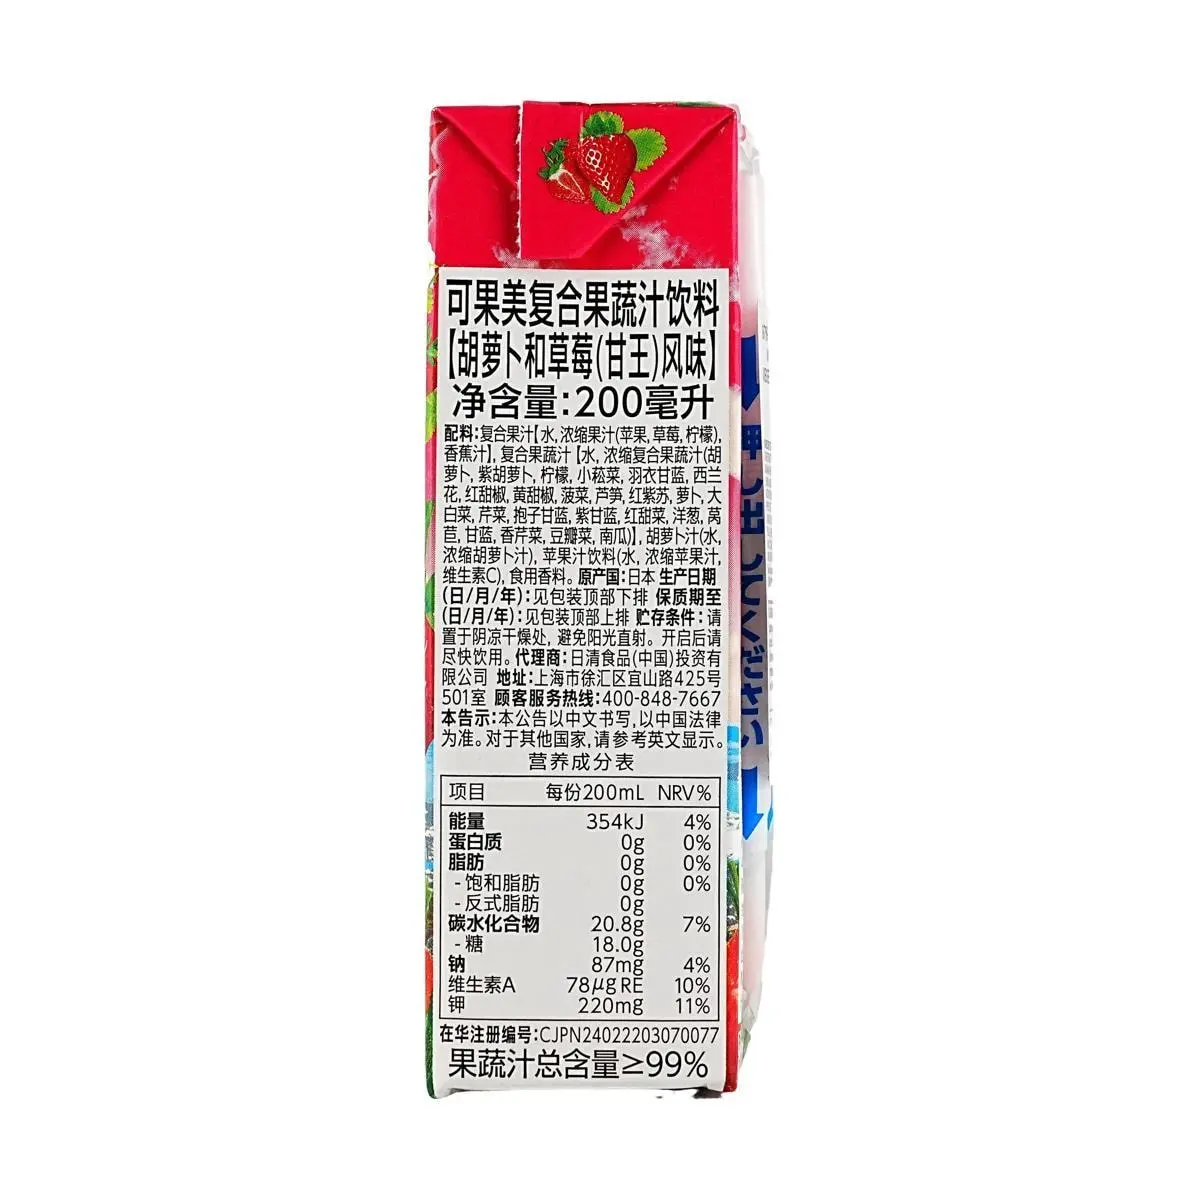 可果美复合果蔬汁饮料
【胡萝卜和草莓(甘王)风味】
净含量:200毫升
配料:复合果汁【水,浓缩果汁(苹果,草莓,柠檬),
香蕉汁】,复合果蔬汁【水,浓缩复合果蔬汁(胡
萝卜,紫胡萝卜,柠檬,小松菜,羽衣甘蓝,西兰
花,红甜椒,黄甜椒,菠菜,芦笋,红紫苏,萝卜,大
白菜,芹菜,抱子甘蓝,紫甘蓝,红甜菜,洋葱,莴
苣,甘蓝,香芹菜,豆瓣菜,南瓜)】,胡萝卜汁(水,
浓缩胡萝卜汁),苹果汁饮料(水,浓缩苹果汁,
维生素C),食用香料。原产国:日本 生产日期
(日/月/年):见包装顶部下排 保质期至
(日/月/年):见包装顶部上排 贮存条件:请
置于阴凉干燥处,避免阳光直射。开启后请
尽快饮用。代理商:日清食品(中国)投资有
限公司 地址:上海市徐汇区宜山路425号
501室 顾客服务热线:400-848-7667
本告示:本公告以中文书写,以中国法律
为准。对于其他国家,请参考英文显示。
营养成分表
项目 每份200mL NRV%
能量 354kJ 4%
蛋白质 0g 0%
脂肪 0g 0%
-饱和脂肪 0g 0%
-反式脂肪 0g
碳水化合物 20.8g 7%
-糖 18.0g
钠 87mg 4%
维生素A 78μg RE 10%
钾 220mg 11%
在华注册编号:CJPN24022203070077
果蔬汁总含量≥99%
押し出してください